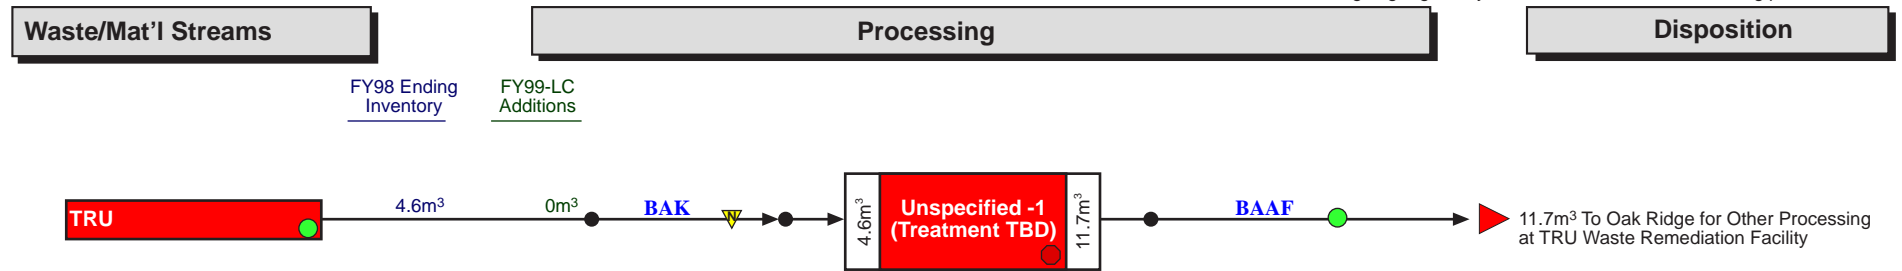 Waste/Mat'l Streams
Processing
Disposition
FY98 Ending
Inventory
FY99-LC
Additions
TRU
4.6m³
0m³
BAK
N
4.6m³
Unspecified -1
(Treatment TBD)
11.7m³
BAAF
11.7m³ To Oak Ridge for Other Processing
at TRU Waste Remediation Facility